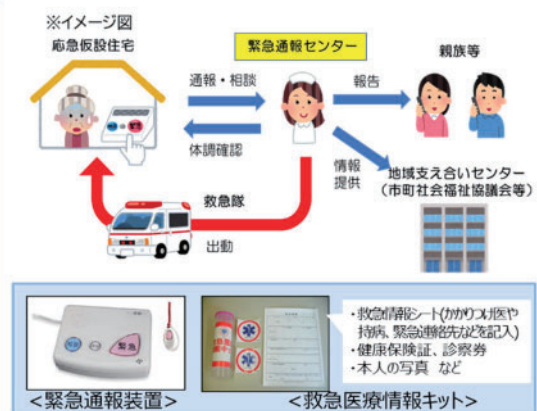 ※イメージ図
応急仮設住宅
緊急通報センター
親族等
通報・相談
報告
体調確認
情報
提供
地域支え合いセンター
(市町社会福祉協議会等)
救急隊
出動
緊急
・救急情報シート(かかりつけ医や
持病、緊急連絡先などを記入)
・健康保険証、診察券
・本人の写真 など
<緊急通報装置>
<救急医療情報キット>